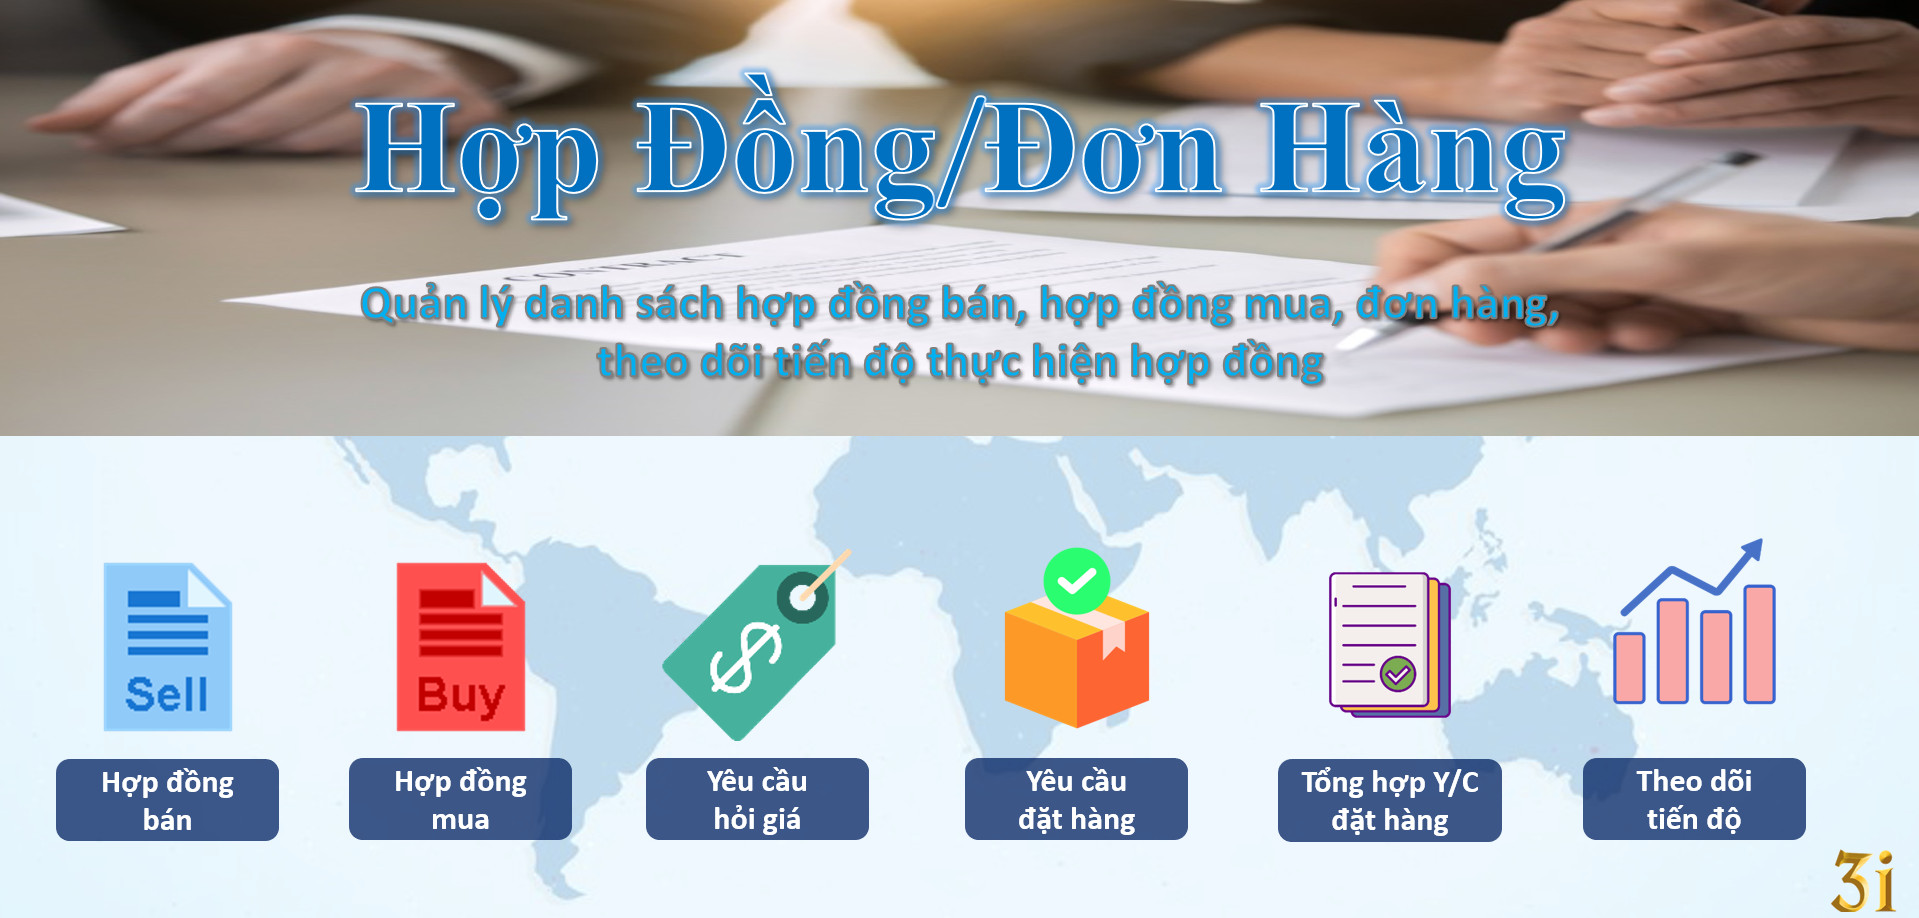 Hợp Đồng/Đơn Hàng
CONTRACT
Quản lý danh sách hợp đồng bán, hợp đồng mua, đơn hàng,
theo dõi tiến độ thực hiện hợp đồng
Sell
Buy
$
Hợp đồng
bán
Hợp đồng
mua
Yêu cầu
hỏi giá
Yêu cầu
đặt hàng
Tổng hợp Y/C
đặt hàng
Theo dõi
tiến độ
3i